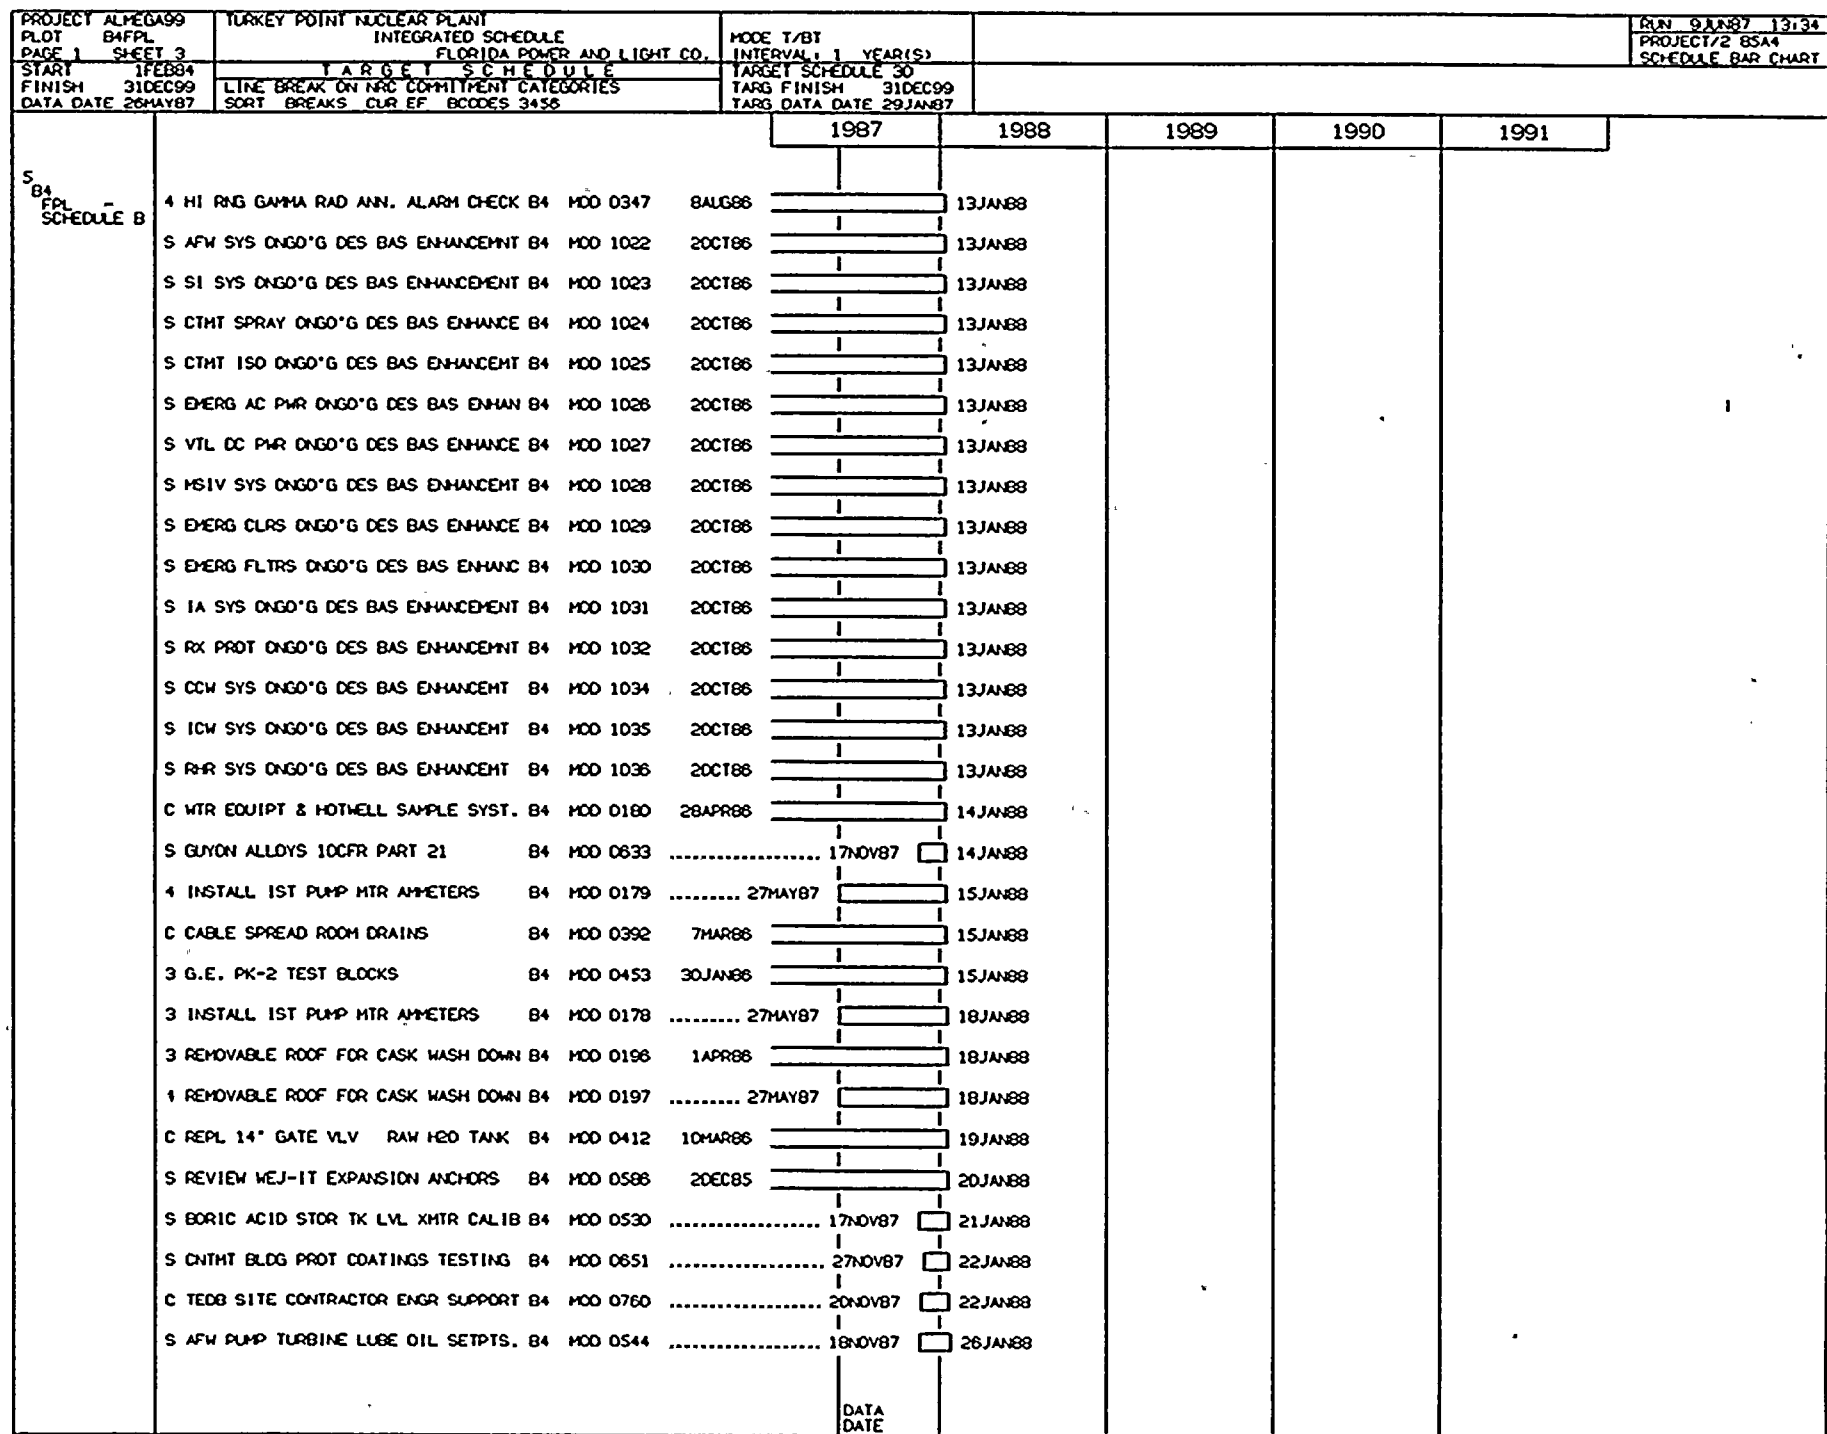 PROJECT ALMEGA99 TURKEY POINT NUCLEAR PLANT RUN 9JUN87 13:34
PLOT B4FPL INTEGRATED SCHEDULE MODE T/BT PROJECT/2 85A4
PAGE 1 SHEET 3 FLORIDA POWER AND LIGHT CO. INTERVAL: 1 YEAR(S) SCHEDULE BAR CHART
START 1FEB84 T A R G E T S C H E D U L E TARGET SCHEDULE 30
FINISH 31DEC99 LINE BREAK ON NRC COMMITMENT CATEGORIES TARG FINISH 31DEC99
DATA DATE 26MAY87 SORT BREAKS CUR EF BCODES 3456 TARG DATA DATE 29JAN87
1987 1988 1989 1990 1991
S
B4
FPL -
SCHEDULE B
4 HI RNG GAMMA RAD ANN. ALARM CHECK B4 MOD 0347 8AUG86 13JAN88
S AFW SYS ONGO'G DES BAS ENHANCEMNT B4 MOD 1022 2OCT86 13JAN88
S SI SYS ONGO'G DES BAS ENHANCEMENT B4 MOD 1023 2OCT86 13JAN88
S CTMT SPRAY ONGO'G DES BAS ENHANCE B4 MOD 1024 2OCT86 13JAN88
S CTMT ISO ONGO'G DES BAS ENHANCEMT B4 MOD 1025 2OCT86 13JAN88
S EMERG AC PWR ONGO'G DES BAS ENHAN B4 MOD 1026 2OCT86 13JAN88
S VTL DC PWR ONGO'G DES BAS ENHANCE B4 MOD 1027 2OCT86 13JAN88
S MSIV SYS ONGO'G DES BAS ENHANCEMT B4 MOD 1028 2OCT86 13JAN88
S EMERG CLRS ONGO'G DES BAS ENHANCE B4 MOD 1029 2OCT86 13JAN88
S EMERG FLTRS ONGO'G DES BAS ENHANC B4 MOD 1030 2OCT86 13JAN88
S IA SYS ONGO'G DES BAS ENHANCEMENT B4 MOD 1031 2OCT86 13JAN88
S RX PROT ONGO'G DES BAS ENHANCEMNT B4 MOD 1032 2OCT86 13JAN88
S CCW SYS ONGO'G DES BAS ENHANCEMT B4 MOD 1034 2OCT86 13JAN88
S ICW SYS ONGO'G DES BAS ENHANCEMT B4 MOD 1035 2OCT86 13JAN88
S RHR SYS ONGO'G DES BAS ENHANCEMT B4 MOD 1036 2OCT86 13JAN88
C WTR EQUIPT & HOTWELL SAMPLE SYST. B4 MOD 0180 28APR86 14JAN88
S GUYON ALLOYS 10CFR PART 21 B4 MOD 0633 .................... 17NOV87 14JAN88
4 INSTALL IST PUMP MTR AMMETERS B4 MOD 0179 ......... 27MAY87 15JAN88
C CABLE SPREAD ROOM DRAINS B4 MOD 0392 7MAR86 15JAN88
3 G.E. PK-2 TEST BLOCKS B4 MOD 0453 30JAN86 15JAN88
3 INSTALL IST PUMP MTR AMMETERS B4 MOD 0178 ......... 27MAY87 18JAN88
3 REMOVABLE ROOF FOR CASK WASH DOWN B4 MOD 0196 1APR86 18JAN88
4 REMOVABLE ROOF FOR CASK WASH DOWN B4 MOD 0197 ......... 27MAY87 18JAN88
C REPL 14" GATE VLV RAW H2O TANK B4 MOD 0412 10MAR86 19JAN88
S REVIEW WEJ-IT EXPANSION ANCHORS B4 MOD 0586 2DEC85 20JAN88
S BORIC ACID STOR TK LVL XMTR CALIB B4 MOD 0530 .................... 17NOV87 21JAN88
S CNTMT BLDG PROT COATINGS TESTING B4 MOD 0651 .................... 27NOV87 22JAN88
C TEDB SITE CONTRACTOR ENGR SUPPORT B4 MOD 0760 .................... 20NOV87 22JAN88
S AFW PUMP TURBINE LUBE OIL SETPTS. B4 MOD 0544 .................... 18NOV87 26JAN88
DATA
DATE